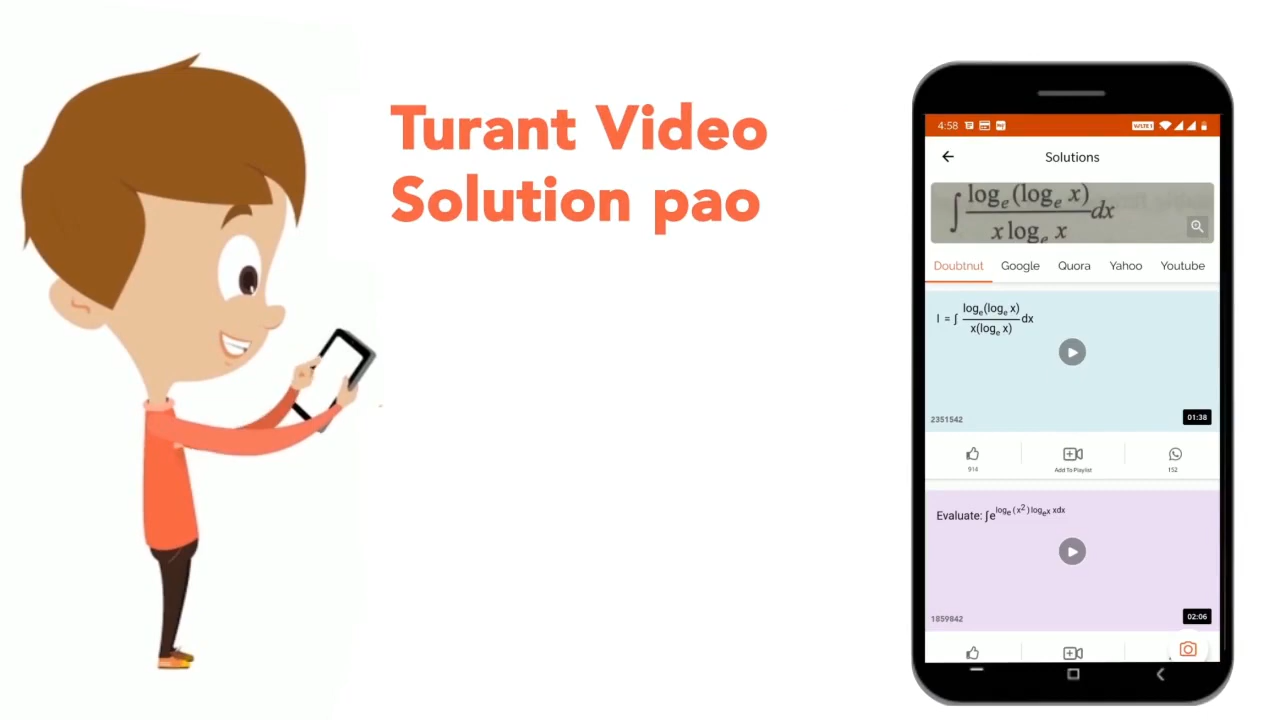 Turant Video
Solution pao
4:58
VoLTE
Solutions
∫ logₑ(logₑ x) / x logₑ x dx
Doubtnut Google Quora Yahoo Youtube
I = ∫ logₑ(logₑ x) / x(logₑ x) dx
2351542 01:38
914 Add To Playlist 152
Evaluate: ∫e^(logₑ(x²) logₑx xdx)
1859842 02:06